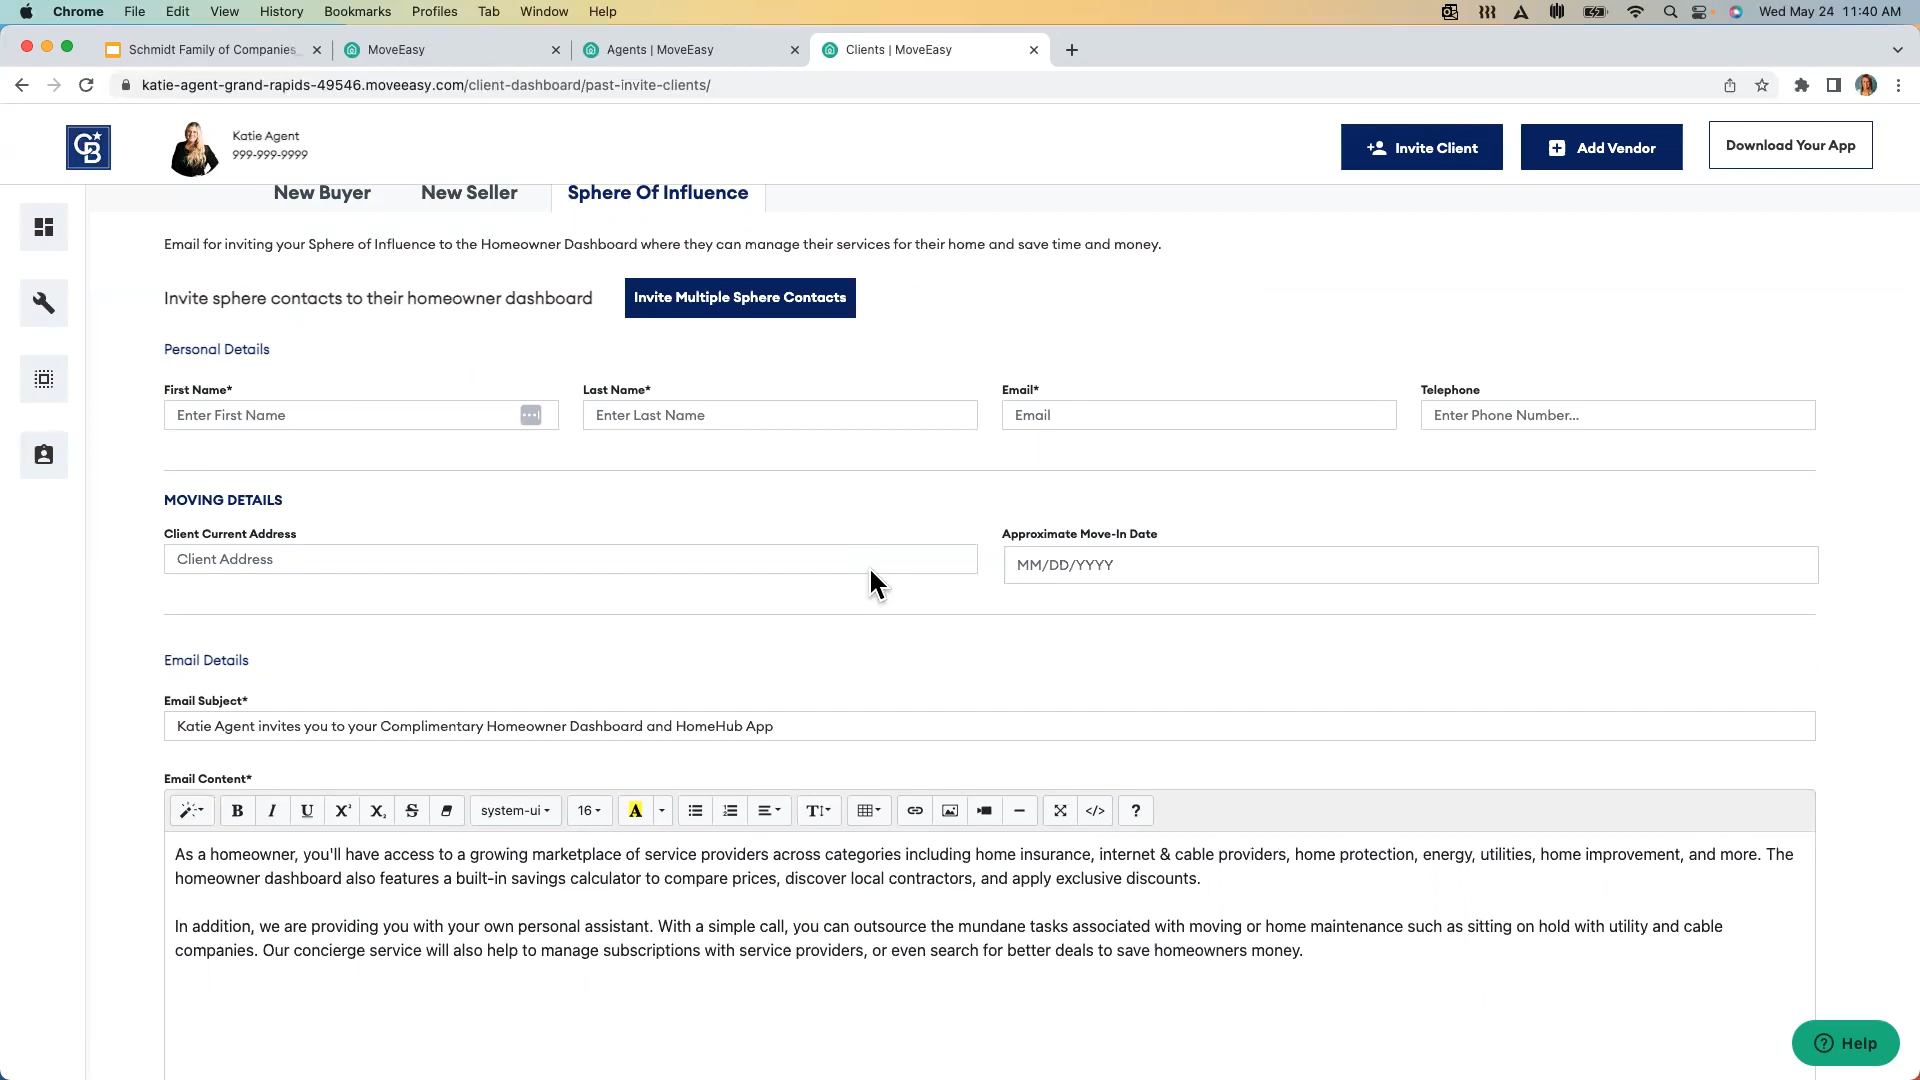 Chrome File Edit View History Bookmarks Profiles Tab Window Help Wed May 24 11:40 AM
Schmidt Family of Companies_ MoveEasy Agents | MoveEasy Clients | MoveEasy
katie-agent-grand-rapids-49546.moveeasy.com/client-dashboard/past-invite-clients/
CB
Katie Agent
999-999-9999
Invite Client Add Vendor Download Your App
New Buyer New Seller Sphere Of Influence
Email for inviting your Sphere of Influence to the Homeowner Dashboard where they can manage their services for their home and save time and money.
Invite sphere contacts to their homeowner dashboard Invite Multiple Sphere Contacts
Personal Details
First Name* Last Name* Email* Telephone
Enter First Name Enter Last Name Email Enter Phone Number...
MOVING DETAILS
Client Current Address Approximate Move-In Date
Client Address MM/DD/YYYY
Email Details
Email Subject*
Katie Agent invites you to your Complimentary Homeowner Dashboard and HomeHub App
Email Content*
B I U X² X₂ S system-ui 16 A T </> ?
As a homeowner, you'll have access to a growing marketplace of service providers across categories including home insurance, internet & cable providers, home protection, energy, utilities, home improvement, and more. The
homeowner dashboard also features a built-in savings calculator to compare prices, discover local contractors, and apply exclusive discounts.
In addition, we are providing you with your own personal assistant. With a simple call, you can outsource the mundane tasks associated with moving or home maintenance such as sitting on hold with utility and cable
companies. Our concierge service will also help to manage subscriptions with service providers, or even search for better deals to save homeowners money.
Help